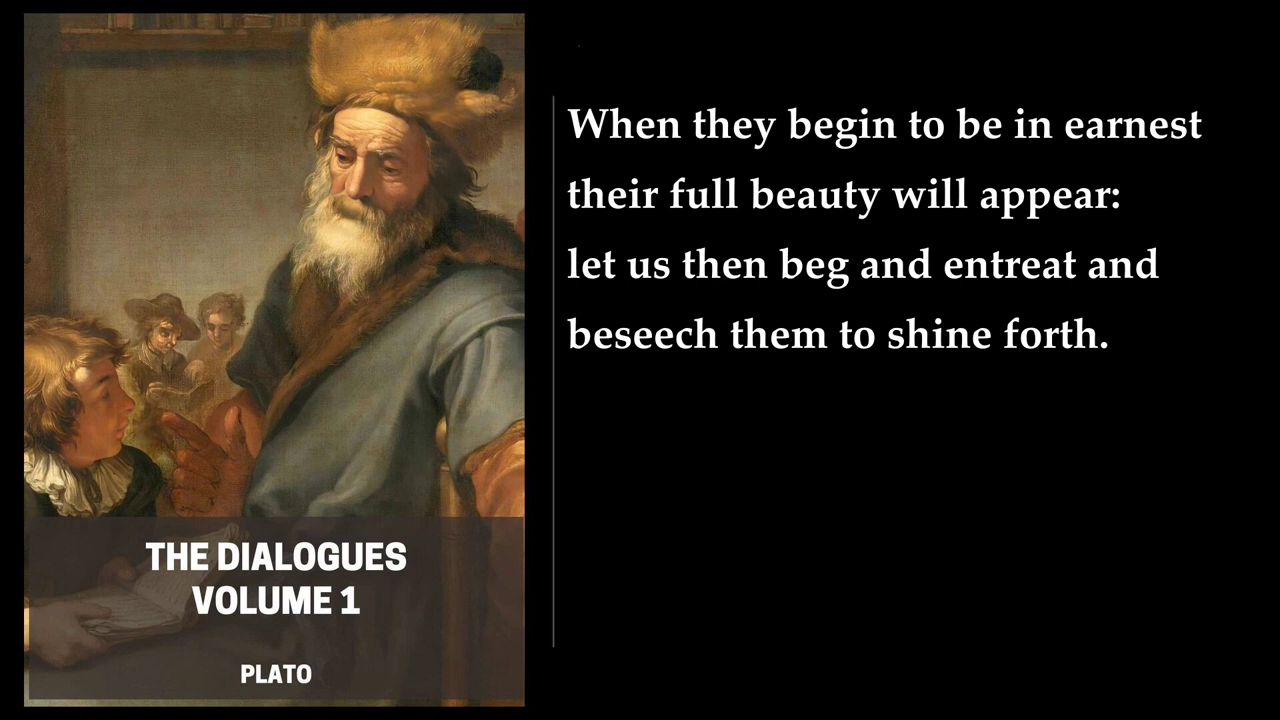 THE DIALOGUES
VOLUME 1
PLATO
When they begin to be in earnest
their full beauty will appear:
let us then beg and entreat and
beseech them to shine forth.